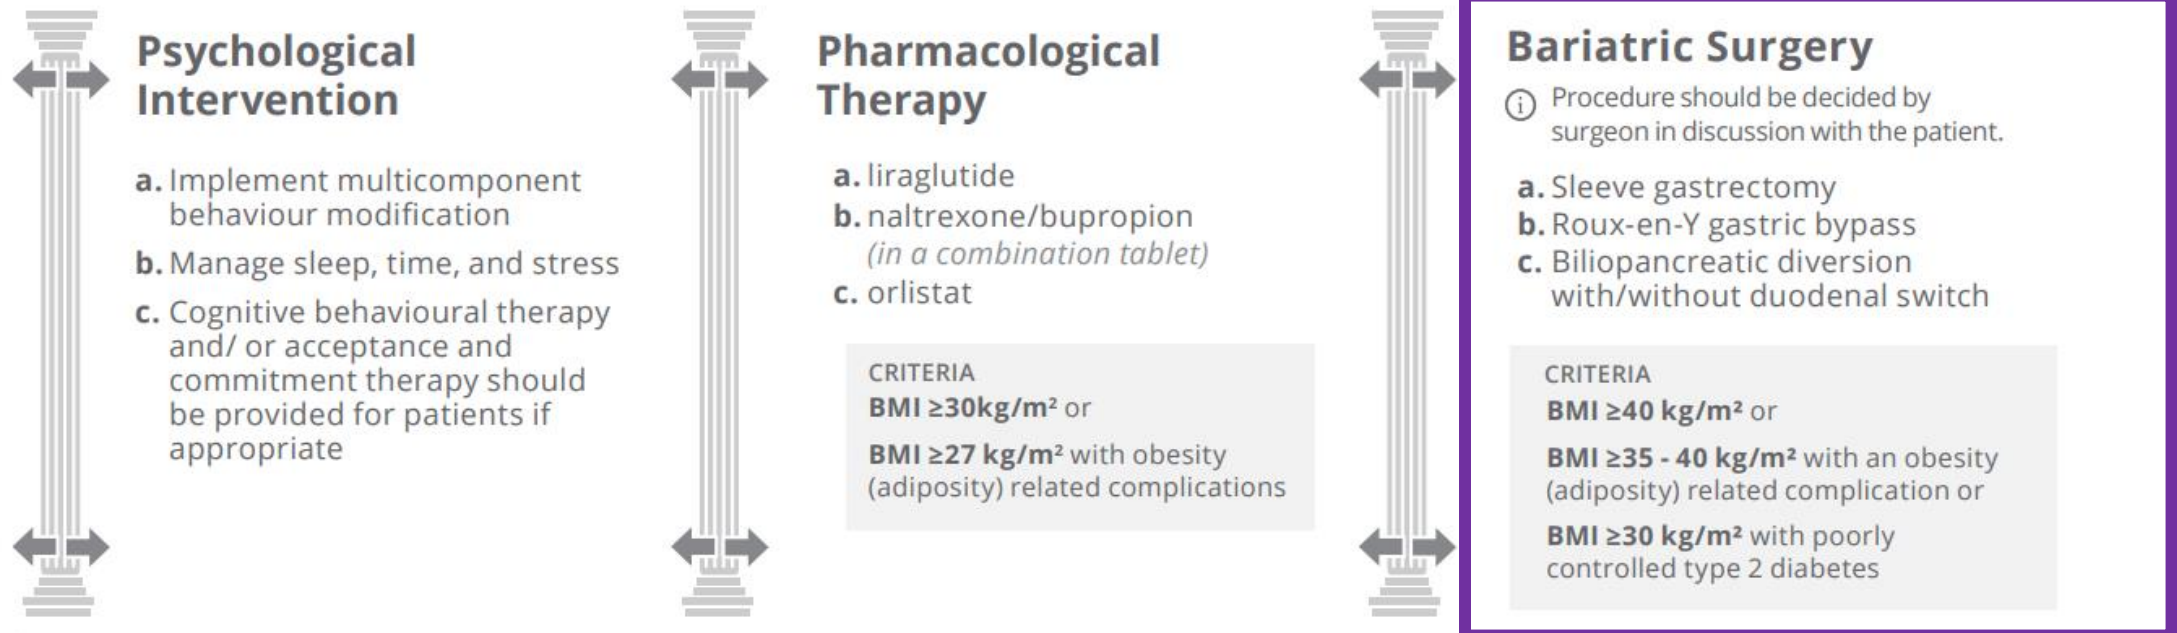 Psychological
Intervention
a. Implement multicomponent
behaviour modification
b. Manage sleep, time, and stress
c. Cognitive behavioural therapy
and/ or acceptance and
commitment therapy should
be provided for patients if
appropriate
Pharmacological
Therapy
a. liraglutide
b. naltrexone/bupropion
(in a combination tablet)
c. orlistat
CRITERIA
BMI ≥30kg/m² or
BMI ≥27 kg/m² with obesity
(adiposity) related complications
Bariatric Surgery
i Procedure should be decided by
surgeon in discussion with the patient.
a. Sleeve gastrectomy
b. Roux-en-Y gastric bypass
c. Biliopancreatic diversion
with/without duodenal switch
CRITERIA
BMI ≥40 kg/m² or
BMI ≥35 - 40 kg/m² with an obesity
(adiposity) related complication or
BMI ≥30 kg/m² with poorly
controlled type 2 diabetes